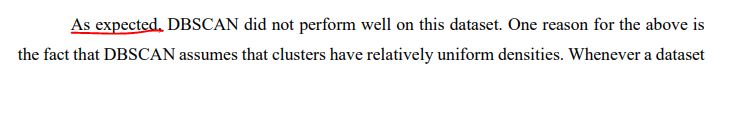 As expected, DBSCAN did not perform well on this dataset. One reason for the above is
the fact that DBSCAN assumes that clusters have relatively uniform densities. Whenever a dataset